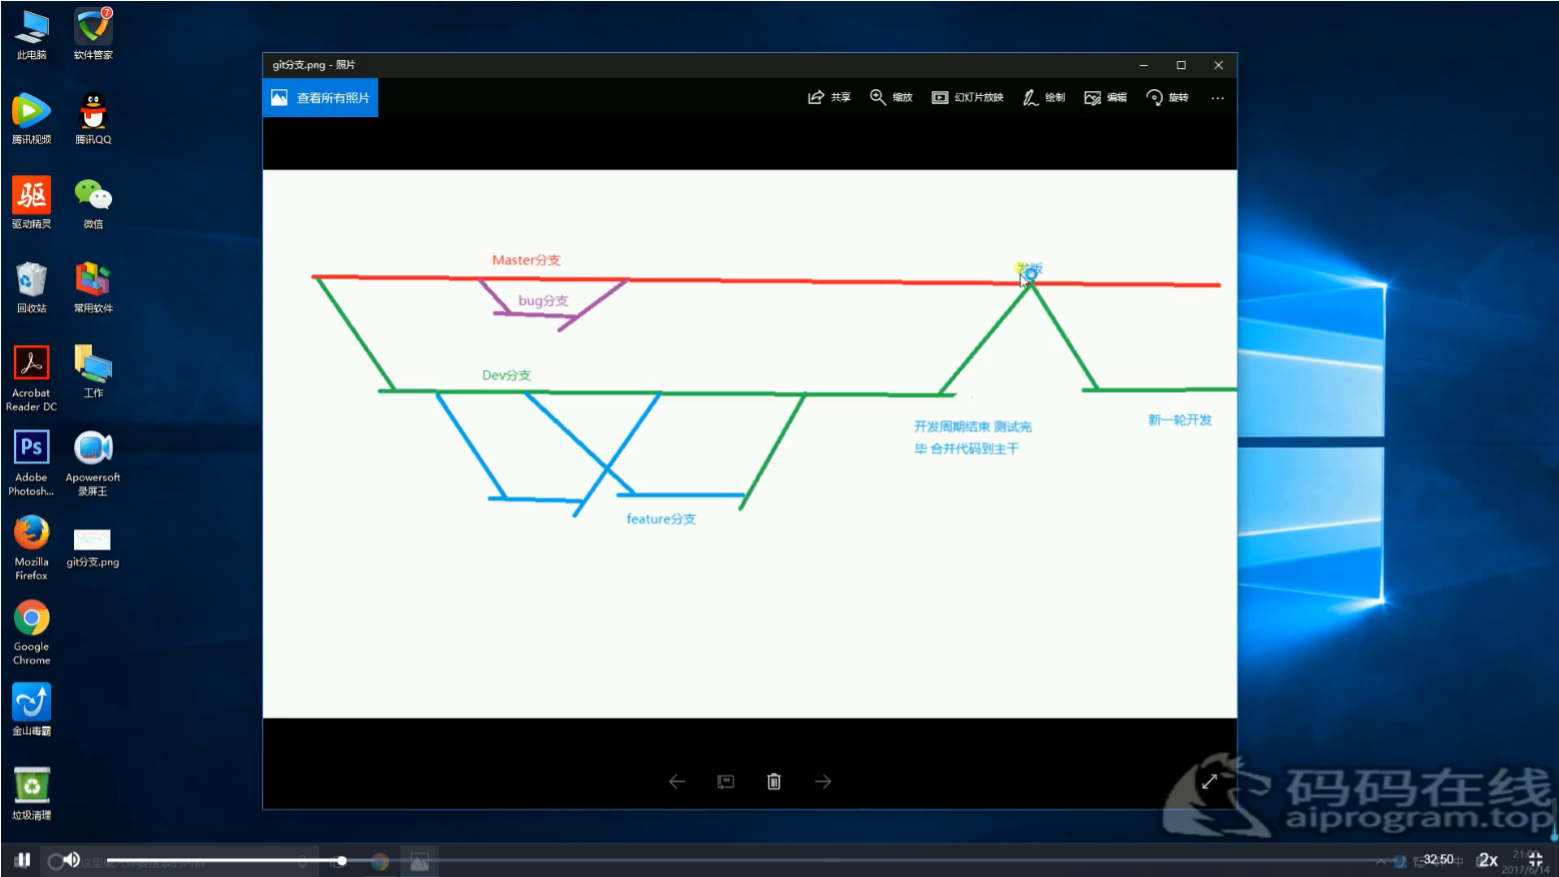 此电脑
软件管家
7
腾讯视频
腾讯QQ
驱
驱动精灵
微信
回收站
常用软件
Acrobat
Reader DC
工作
Ps
Adobe
Photosh...
Apowersoft
录屏王
Mozilla
Firefox
git分支.png
Google
Chrome
金山毒霸
垃圾清理
git分支.png - 照片
查看所有照片
共享
缩放
幻灯片放映
绘制
编辑
旋转
Master分支
bug分支
Dev分支
feature分支
开发周期结束 测试完
毕 合并代码到主干
新一轮开发
码码在线
aiprogram.top
-32:50
中
2x
2017/6/14